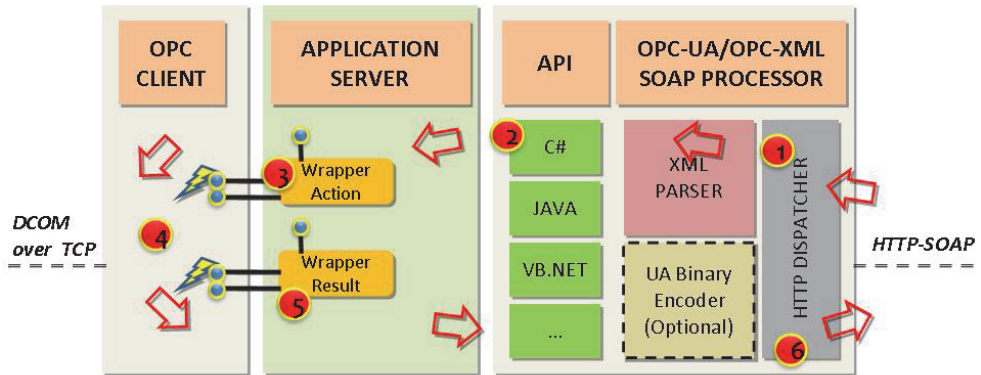 OPC
CLIENT
APPLICATION
SERVER
API
OPC-UA/OPC-XML
SOAP PROCESSOR
DCOM
over TCP
4
3
Wrapper
Action
Wrapper
Result
5
2
C#
JAVA
VB.NET
...
XML
PARSER
UA Binary
Encoder
(Optional)
1
HTTP DISPATCHER
6
HTTP-SOAP